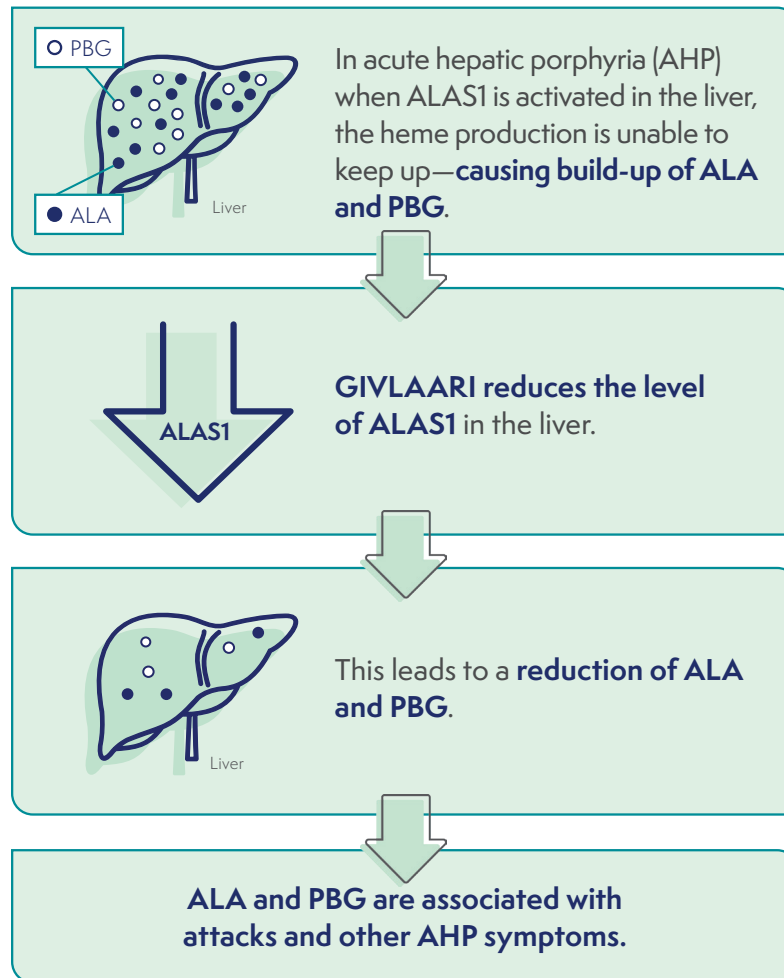 PBG
ALA
Liver
In acute hepatic porphyria (AHP)
when ALAS1 is activated in the liver,
the heme production is unable to
keep up—causing build-up of ALA
and PBG.
ALAS1
GIVLAARI reduces the level
of ALAS1 in the liver.
Liver
This leads to a reduction of ALA
and PBG.
ALA and PBG are associated with
attacks and other AHP symptoms.